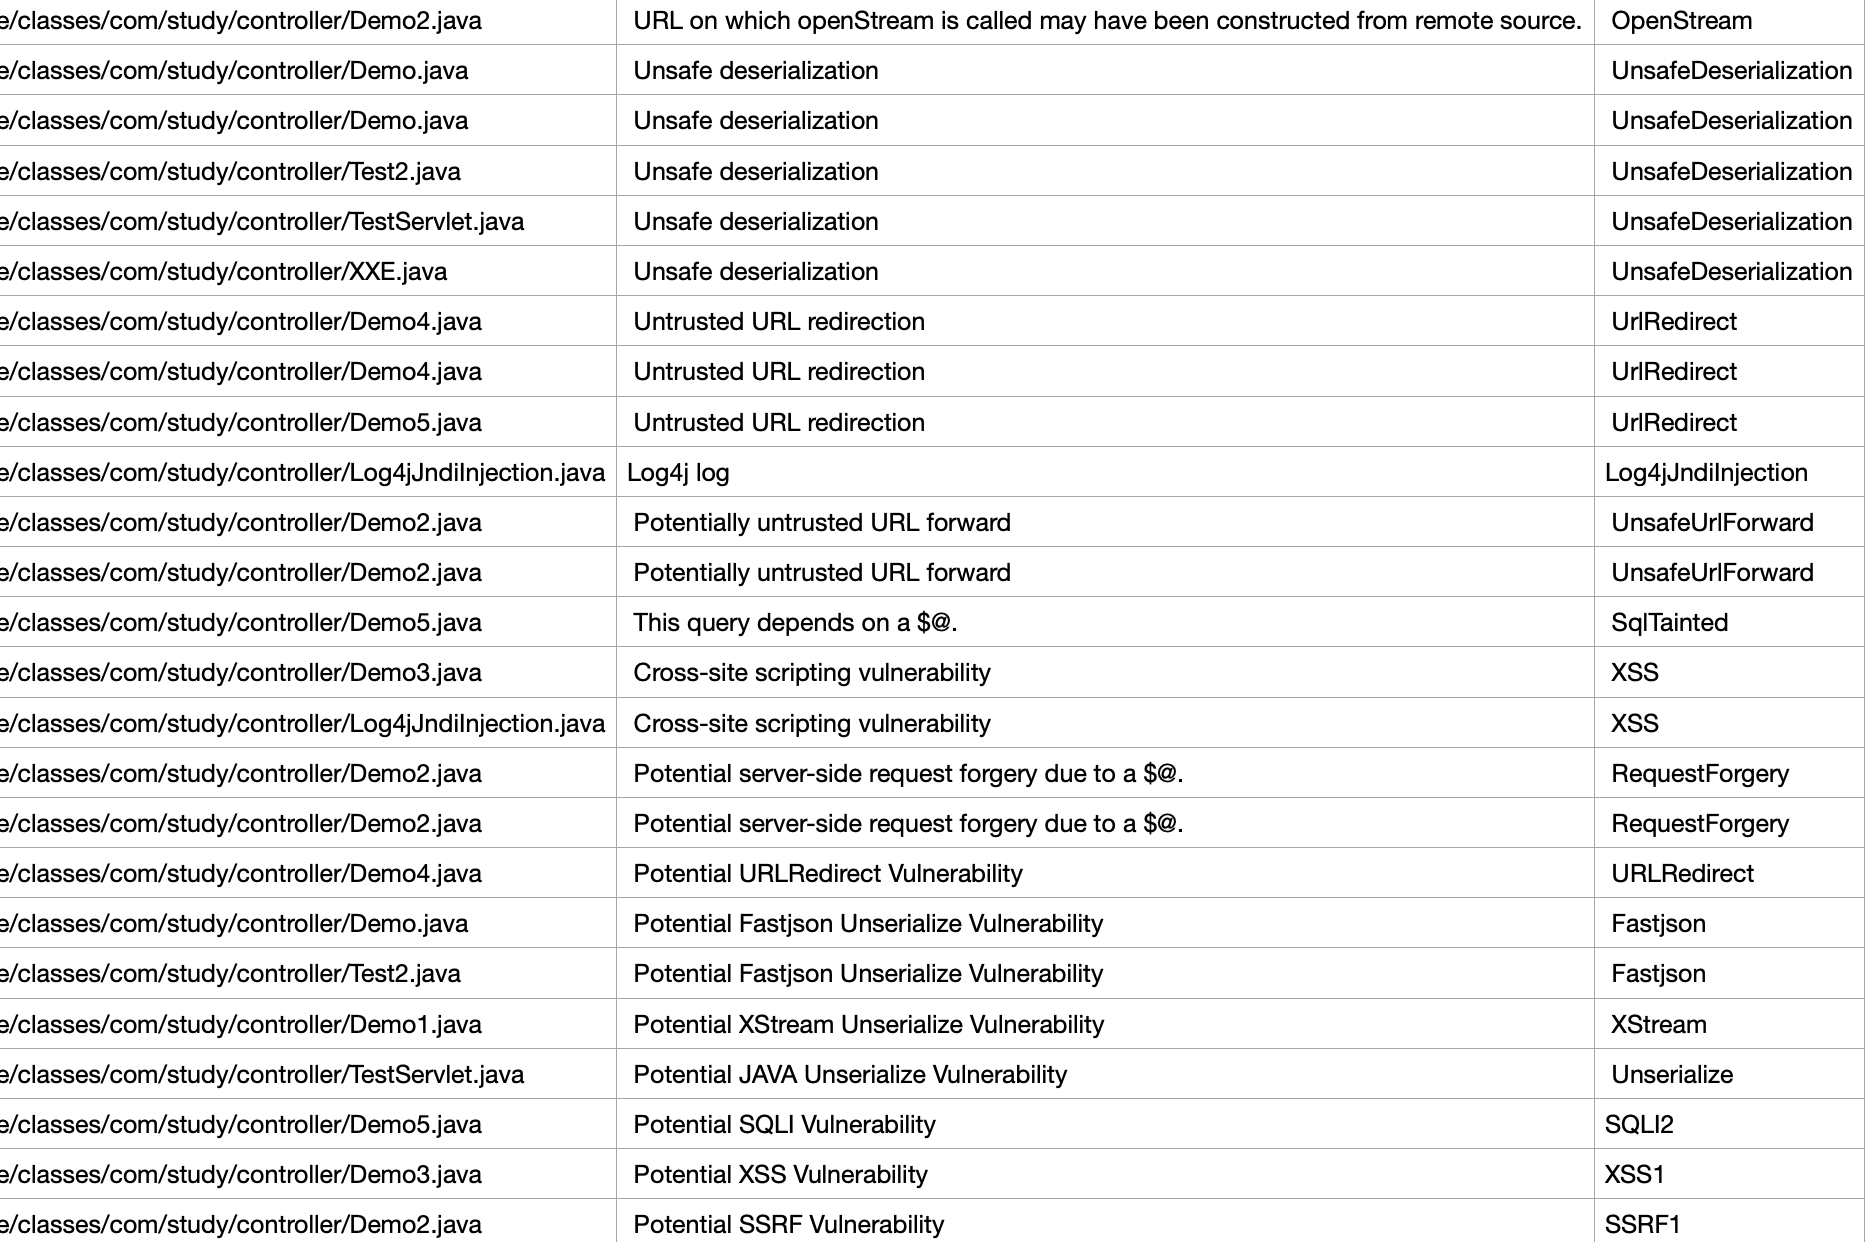 e/classes/com/study/controller/Demo2.java URL on which openStream is called may have been constructed from remote source. OpenStream
e/classes/com/study/controller/Demo.java Unsafe deserialization UnsafeDeserialization
e/classes/com/study/controller/Demo.java Unsafe deserialization UnsafeDeserialization
e/classes/com/study/controller/Test2.java Unsafe deserialization UnsafeDeserialization
e/classes/com/study/controller/TestServlet.java Unsafe deserialization UnsafeDeserialization
e/classes/com/study/controller/XXE.java Unsafe deserialization UnsafeDeserialization
e/classes/com/study/controller/Demo4.java Untrusted URL redirection UrlRedirect
e/classes/com/study/controller/Demo4.java Untrusted URL redirection UrlRedirect
e/classes/com/study/controller/Demo5.java Untrusted URL redirection UrlRedirect
e/classes/com/study/controller/Log4jJndiInjection.java Log4j log Log4jJndiInjection
e/classes/com/study/controller/Demo2.java Potentially untrusted URL forward UnsafeUrlForward
e/classes/com/study/controller/Demo2.java Potentially untrusted URL forward UnsafeUrlForward
e/classes/com/study/controller/Demo5.java This query depends on a $@. SqlTainted
e/classes/com/study/controller/Demo3.java Cross-site scripting vulnerability XSS
e/classes/com/study/controller/Log4jJndiInjection.java Cross-site scripting vulnerability XSS
e/classes/com/study/controller/Demo2.java Potential server-side request forgery due to a $@. RequestForgery
e/classes/com/study/controller/Demo2.java Potential server-side request forgery due to a $@. RequestForgery
e/classes/com/study/controller/Demo4.java Potential URLRedirect Vulnerability URLRedirect
e/classes/com/study/controller/Demo.java Potential Fastjson Unserialize Vulnerability Fastjson
e/classes/com/study/controller/Test2.java Potential Fastjson Unserialize Vulnerability Fastjson
e/classes/com/study/controller/Demo1.java Potential XStream Unserialize Vulnerability XStream
e/classes/com/study/controller/TestServlet.java Potential JAVA Unserialize Vulnerability Unserialize
e/classes/com/study/controller/Demo5.java Potential SQLI Vulnerability SQLI2
e/classes/com/study/controller/Demo3.java Potential XSS Vulnerability XSS1
e/classes/com/study/controller/Demo2.java Potential SSRF Vulnerability SSRF1